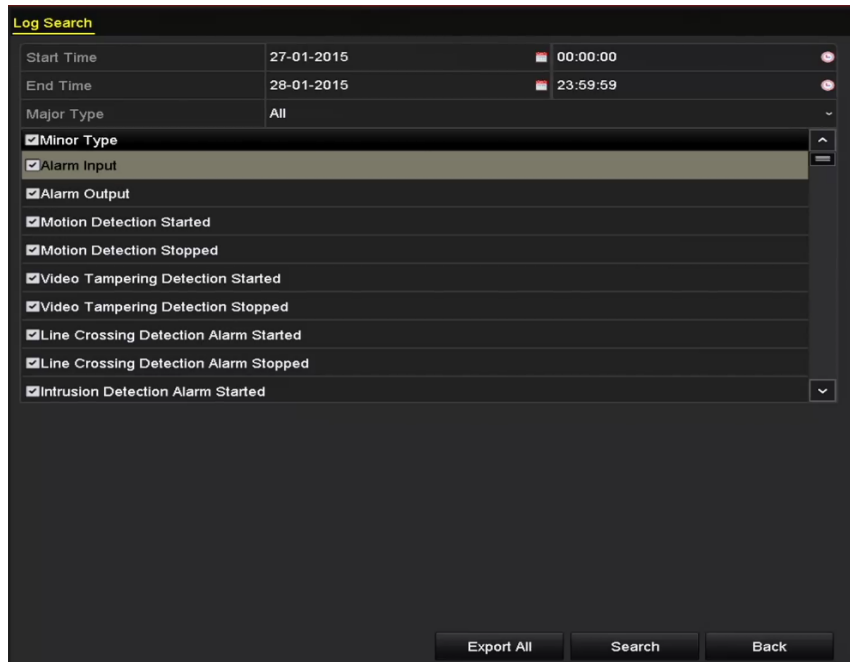 Log Search
Start Time 27-01-2015 00:00:00
End Time 28-01-2015 23:59:59
Major Type All
Minor Type
Alarm Input
Alarm Output
Motion Detection Started
Motion Detection Stopped
Video Tampering Detection Started
Video Tampering Detection Stopped
Line Crossing Detection Alarm Started
Line Crossing Detection Alarm Stopped
Intrusion Detection Alarm Started
Export All Search Back